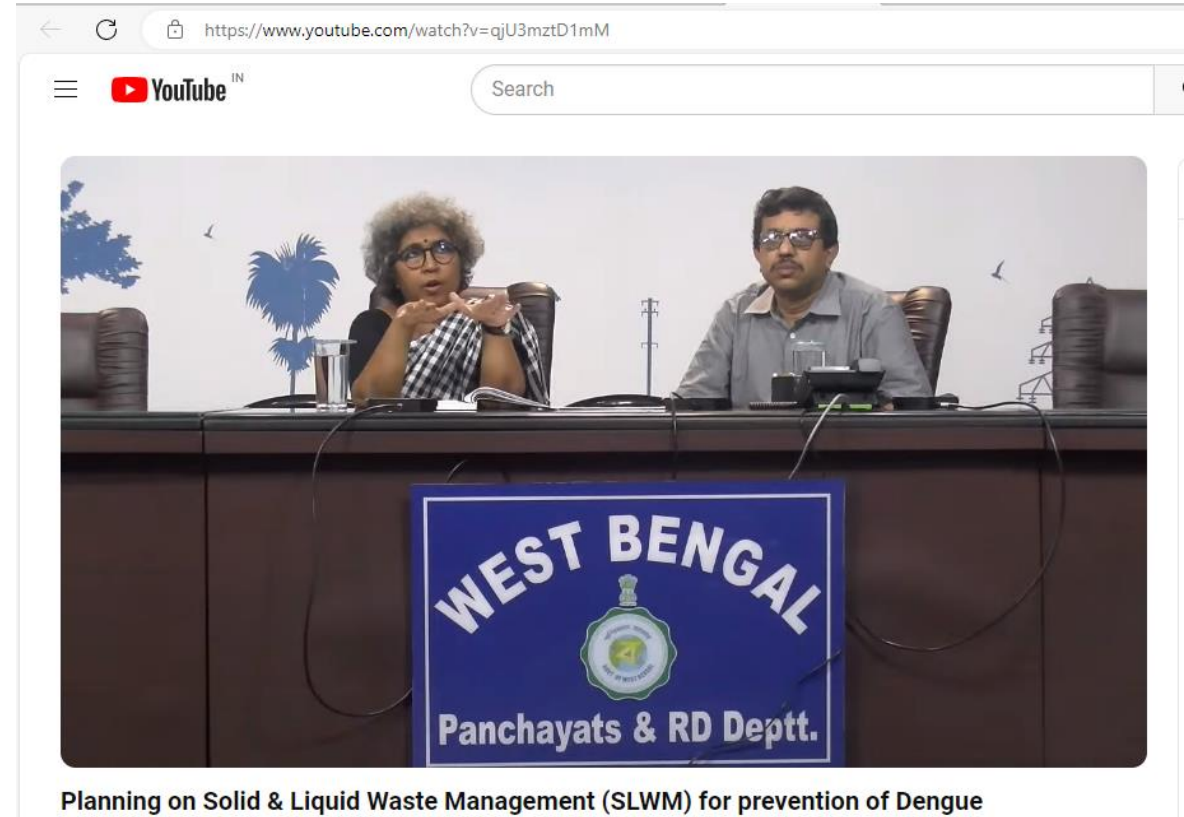 https://www.youtube.com/watch?v=qjU3mztD1mM
YouTube IN
Search
WEST BENGAL
Panchayats & RD Deptt.
Planning on Solid & Liquid Waste Management (SLWM) for prevention of Dengue